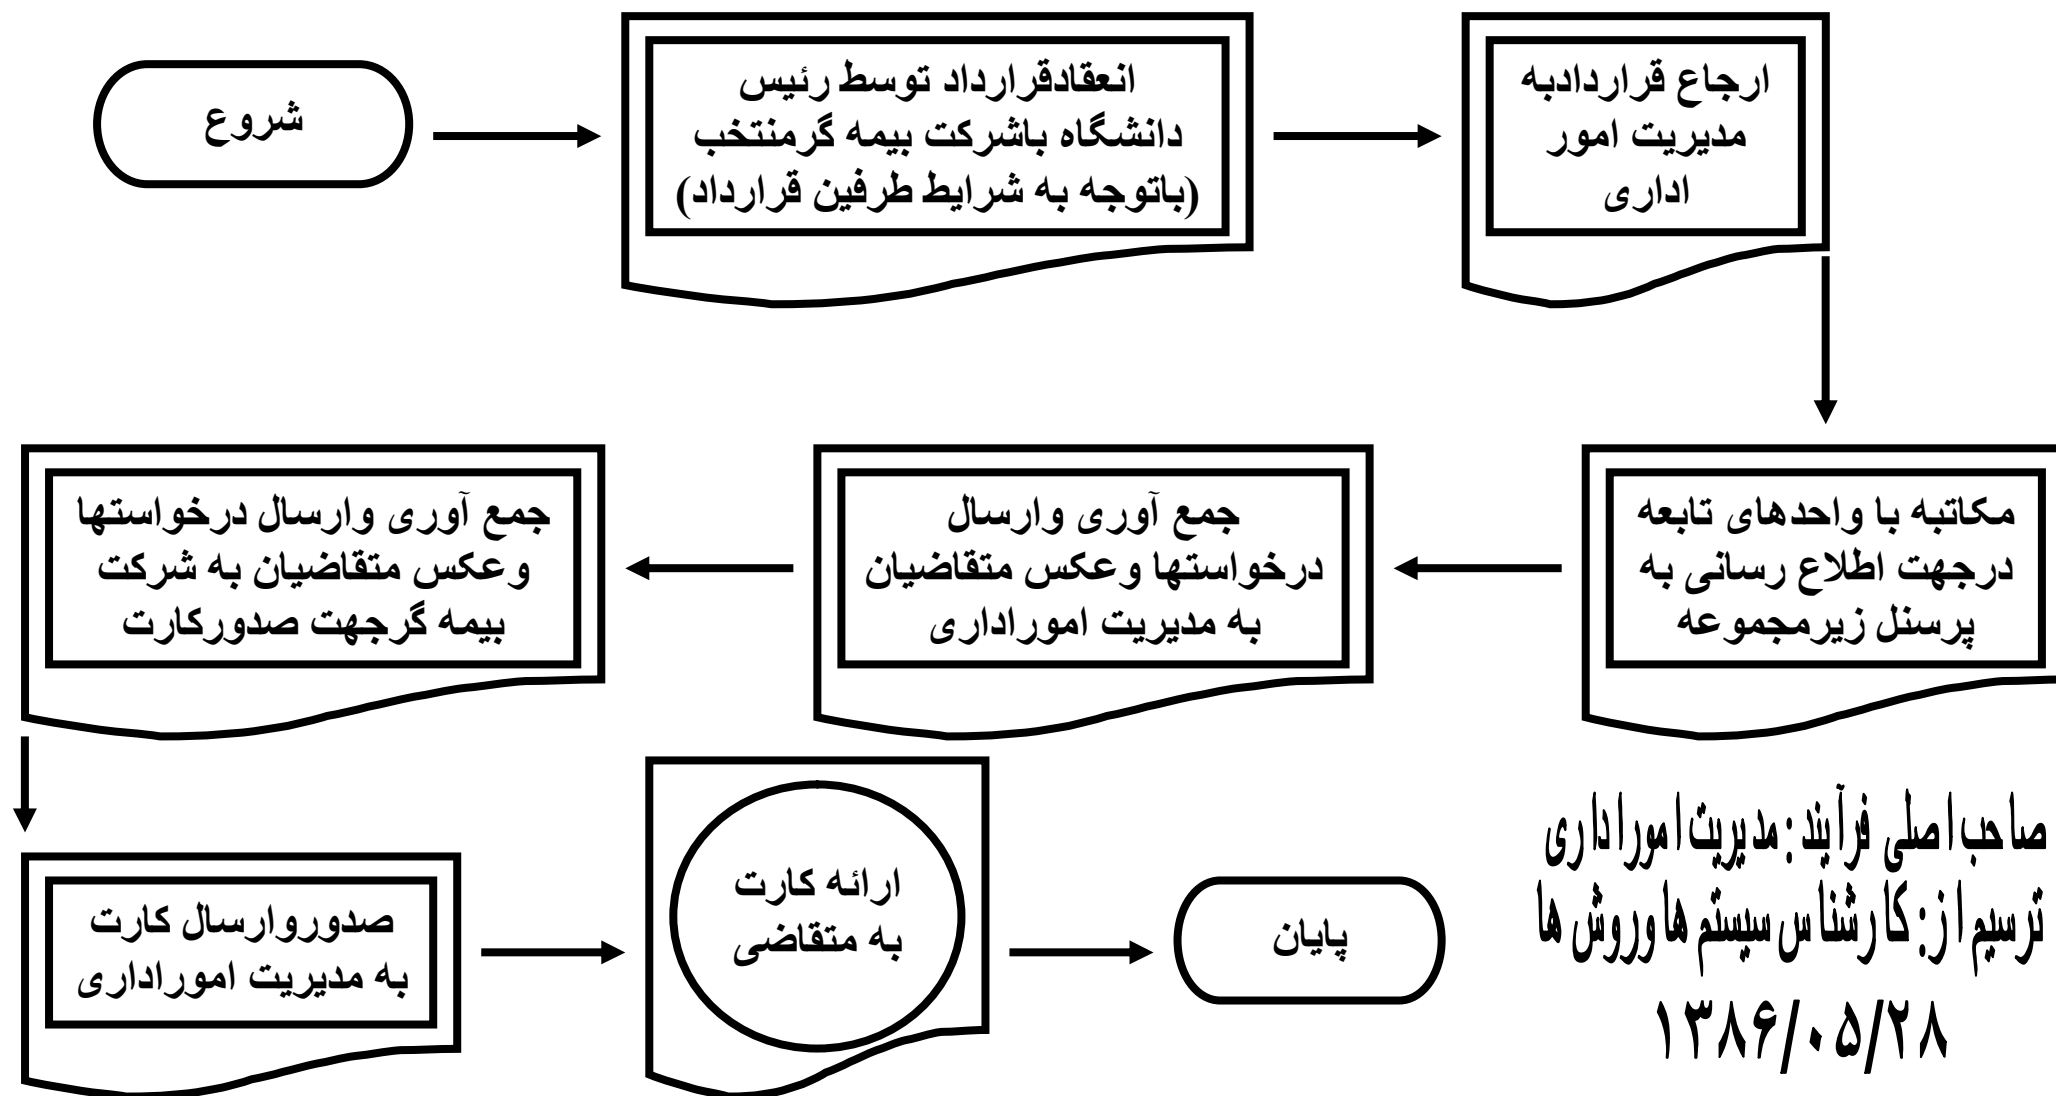 شروع
انعقادقرارداد توسط رئیس
دانشگاه باشرکت بیمه گرمنتخب
(باتوجه به شرایط طرفین قرارداد)
ارجاع قراردادبه
مدیریت امور
اداری
مکاتبه با واحدهای تابعه
درجهت اطلاع رسانی به
پرسنل زیرمجموعه
جمع آوری وارسال
درخواستها وعکس متقاضیان
به مدیریت اموراداری
جمع آوری وارسال درخواستها
وعکس متقاضیان به شرکت
بیمه گرجهت صدورکارت
صدوروارسال کارت
به مدیریت اموراداری
ارائه کارت
به متقاضی
پایان
صاحب اصلی فرآیند : مدیریت اموراداری
ترسیم از: کارشناس سیستم ها وروش ها
۱۳۸۶/۰۵/۲۸